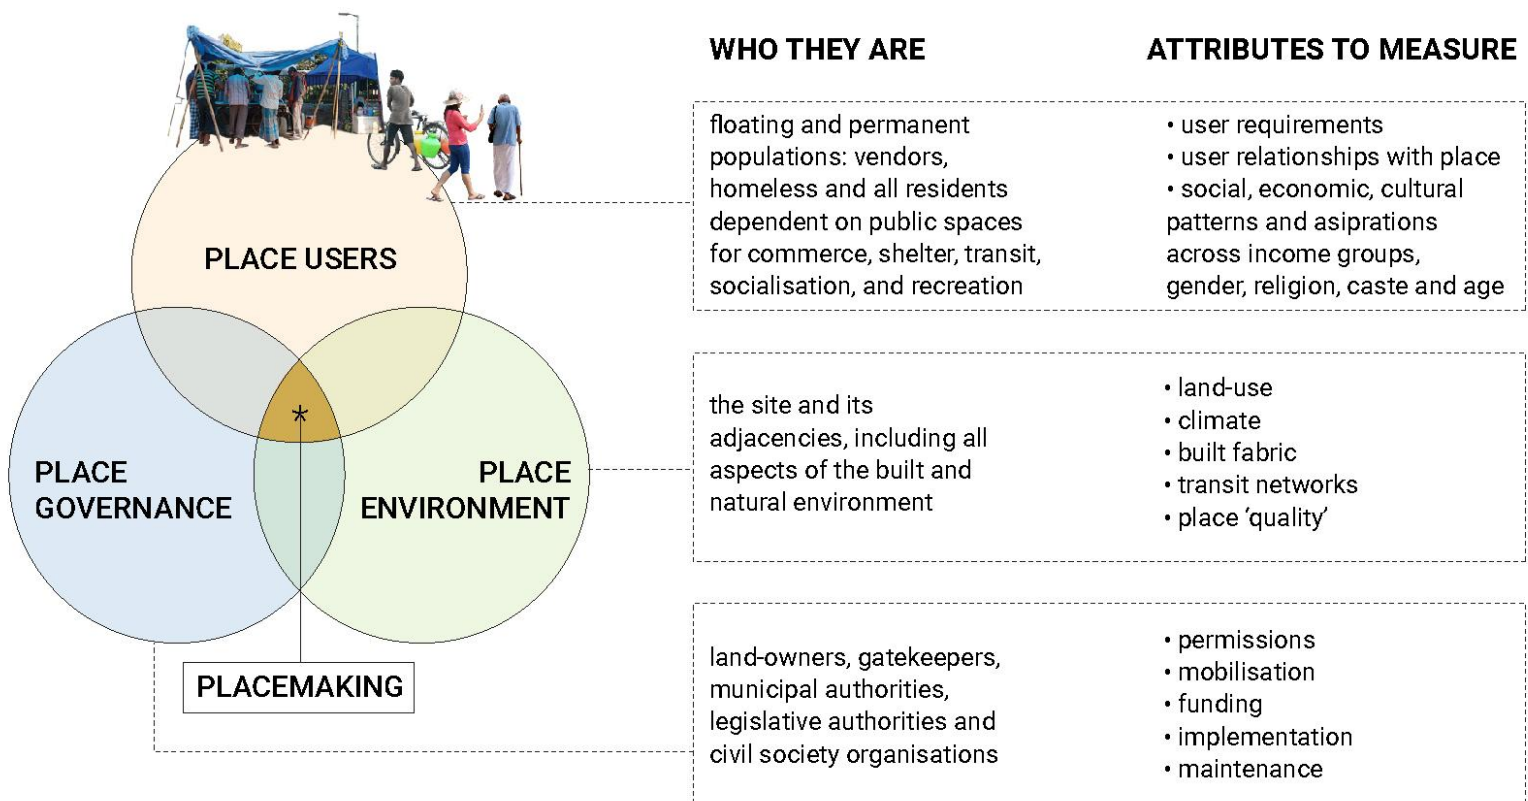 WHO THEY ARE
ATTRIBUTES TO MEASURE
PLACE USERS
floating and permanent
populations: vendors,
homeless and all residents
dependent on public spaces
for commerce, shelter, transit,
socialisation, and recreation
• user requirements
• user relationships with place
• social, economic, cultural
patterns and asiprations
across income groups,
gender, religion, caste and age
PLACE
GOVERNANCE
PLACE
ENVIRONMENT
*
the site and its
adjacencies, including all
aspects of the built and
natural environment
• land-use
• climate
• built fabric
• transit networks
• place ‘quality’
PLACEMAKING
land-owners, gatekeepers,
municipal authorities,
legislative authorities and
civil society organisations
• permissions
• mobilisation
• funding
• implementation
• maintenance